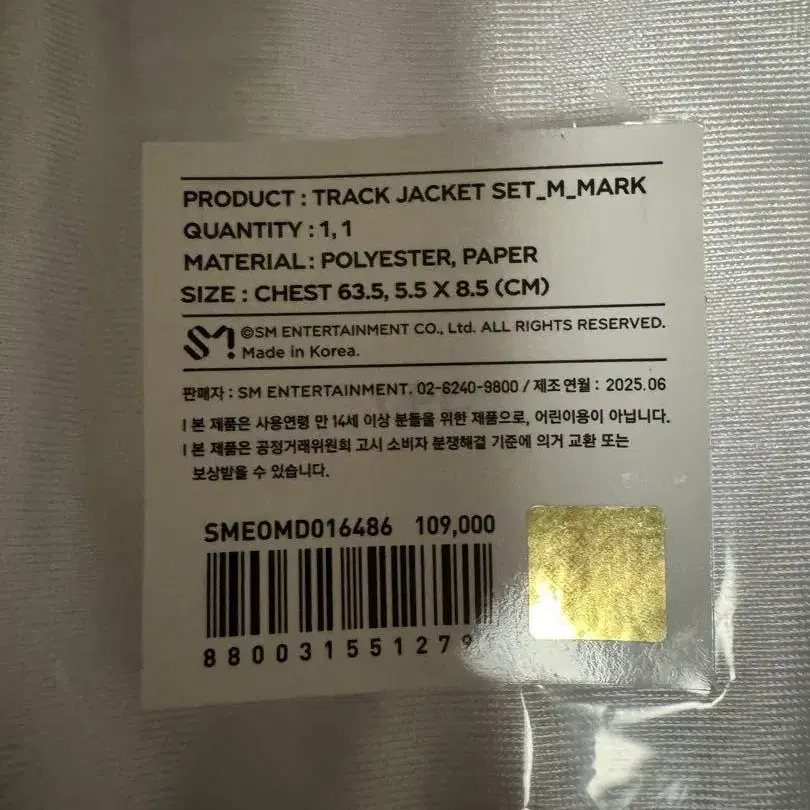 PRODUCT : TRACK JACKET SET_M_MARK
QUANTITY : 1, 1
MATERIAL : POLYESTER, PAPER
SIZE : CHEST 63.5, 5.5 X 8.5 (CM)
SM! ©SM ENTERTAINMENT CO., Ltd. ALL RIGHTS RESERVED.
Made in Korea.
판매자 : SM ENTERTAINMENT. 02-6240-9800 / 제조연월 : 2025.06
| 본 제품은 사용연령 만 14세 이상 분들을 위한 제품으로, 어린이용이 아닙니다.
| 본 제품은 공정거래위원회 고시 소비자 분쟁해결 기준에 의거 교환 또는
보상받을 수 있습니다.
SMEOMD016486 109,000
880031551279